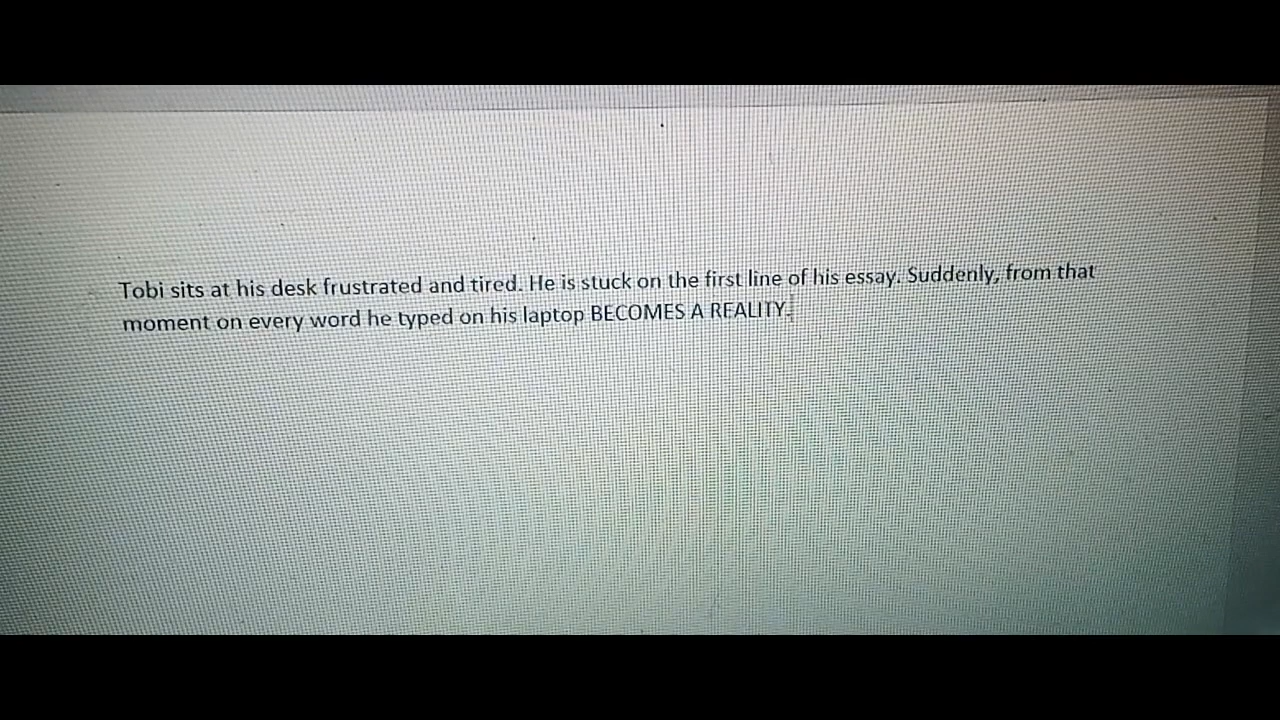 Tobi sits at his desk frustrated and tired. He is stuck on the first line of his essay. Suddenly, from that
moment on every word he typed on his laptop BECOMES A REALITY.